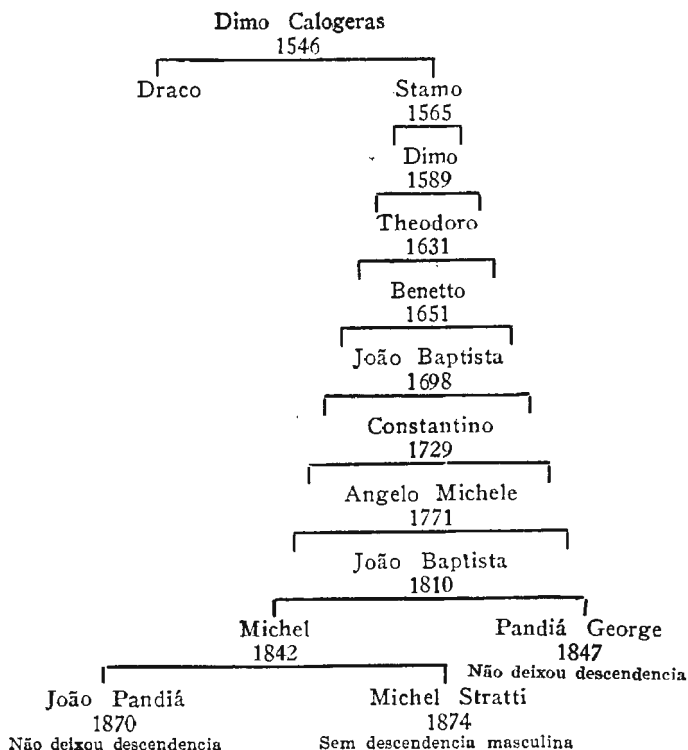 Dimo Calogeras
1546
Draco
Stamo
1565
Dimo
1589
Theodoro
1631
Benetto
1651
João Baptista
1698
Constantino
1729
Angelo Michele
1771
João Baptista
1810
Michel
1842
Pandiá George
1847
Não deixou descendencia
João Pandiá
1870
Não deixou descendencia
Michel Stratti
1874
Sem descendencia masculina